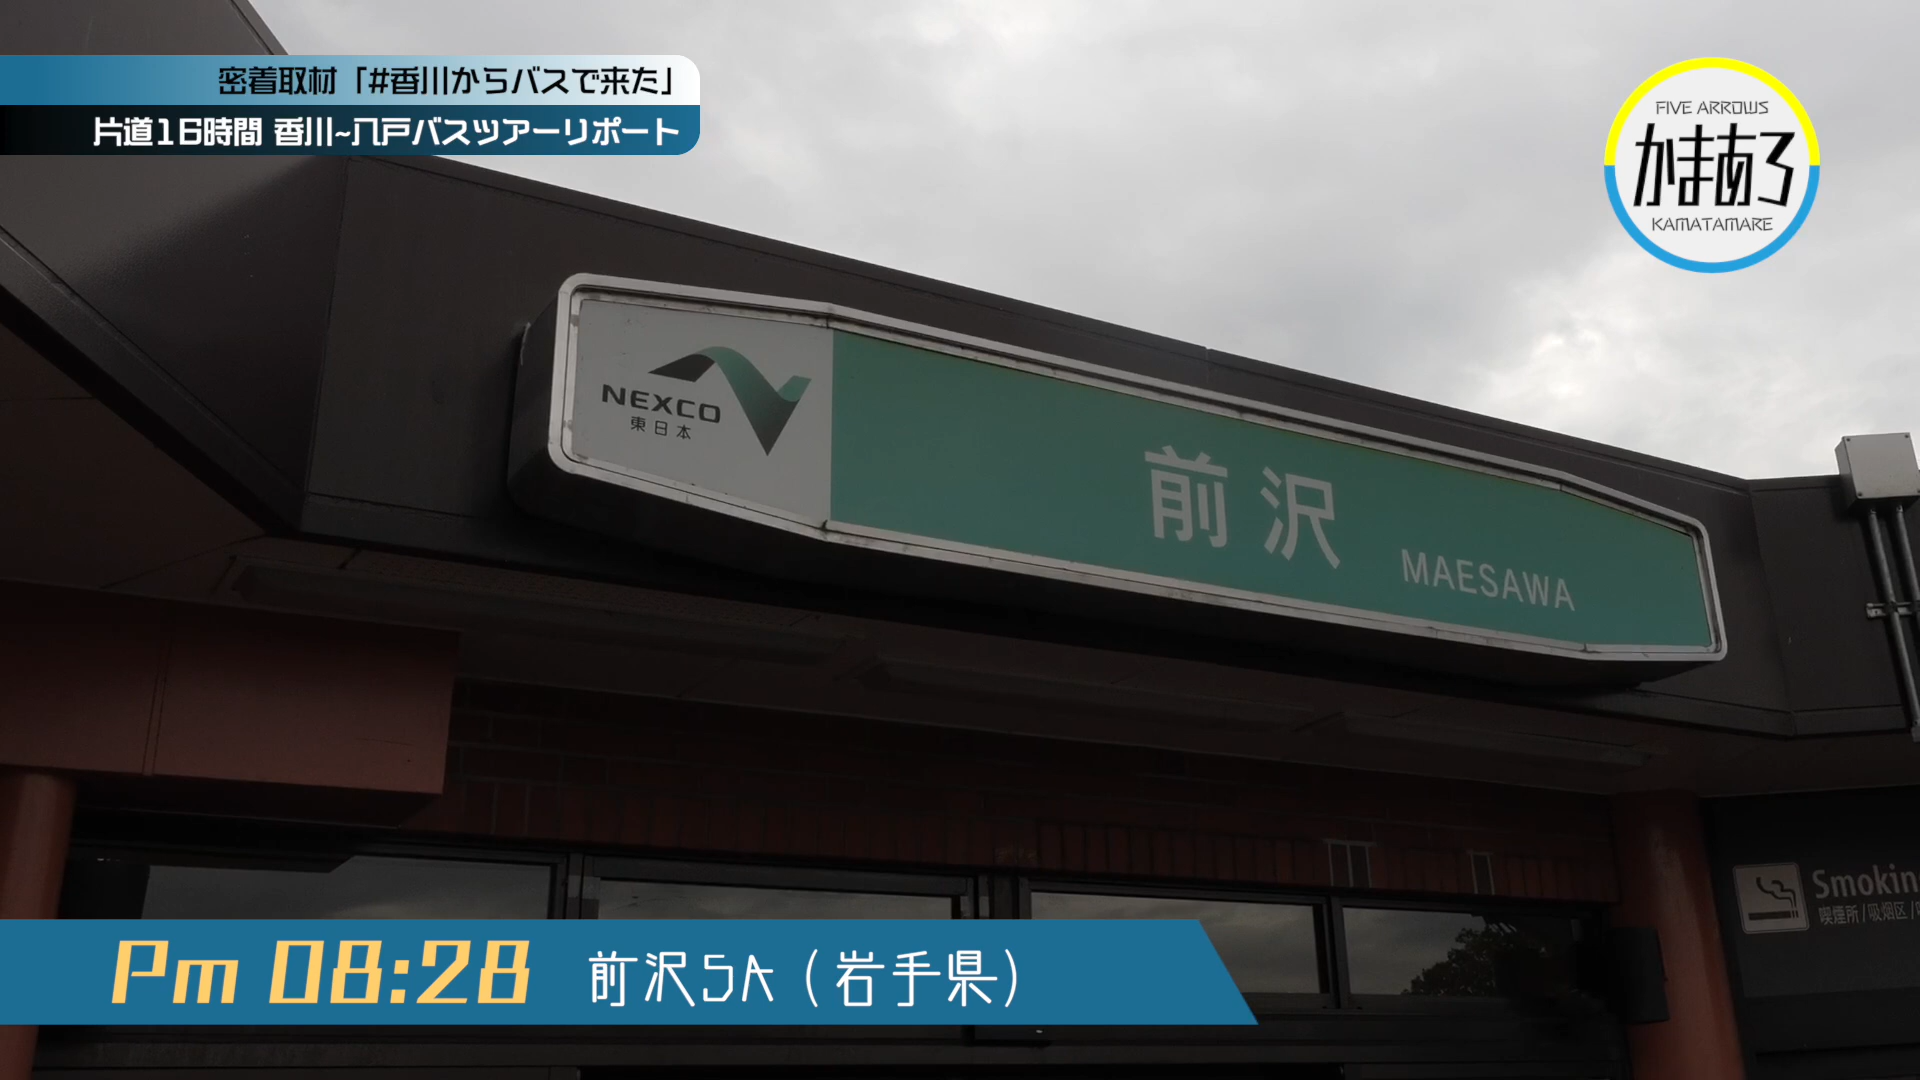 密着取材「#香川からバスで来た」
片道16時間 香川~八戸バスツアーリポート
FIVE ARROWS
かまあろ
KAMATAMARE
NEXCO
東日本
前沢
MAESAWA
Smokin
喫煙所/吸烟区/
Pm 08:28 前沢SA(岩手県)